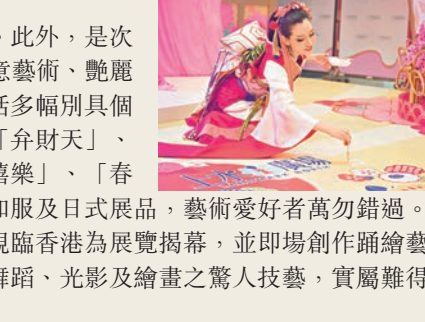 。此外，是次
意藝術、艷麗
括多幅別具個
「弁財天」、
喜樂」、「春
和服及日式展品，藝術愛好者萬勿錯過。
親臨香港為展覽揭幕，並即場創作踊繪藝
舞蹈、光影及繪畫之驚人技藝，實屬難得